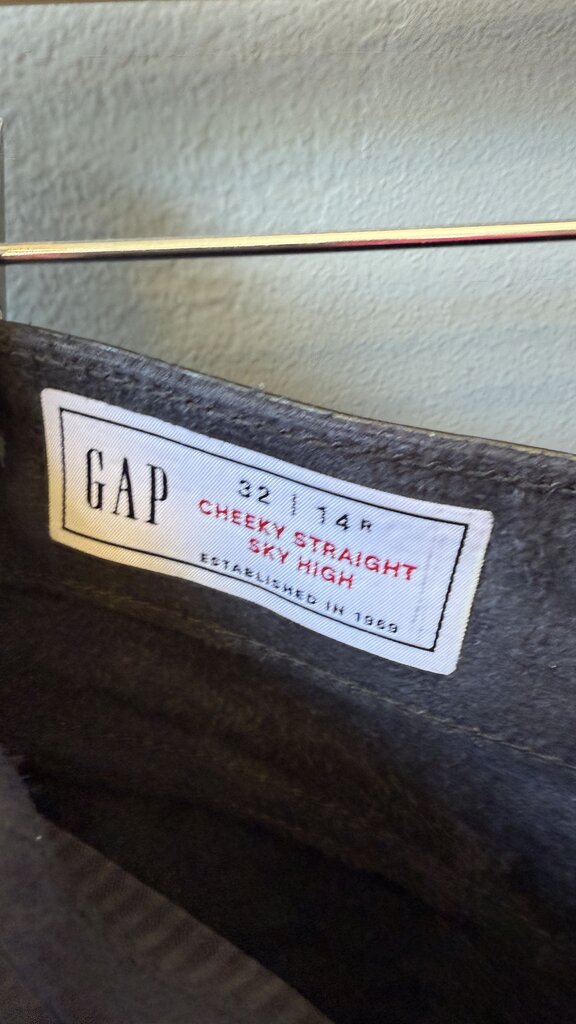 GAP
32 | 14 R
CHEEKY STRAIGHT
SKY HIGH
ESTABLISHED IN 1969